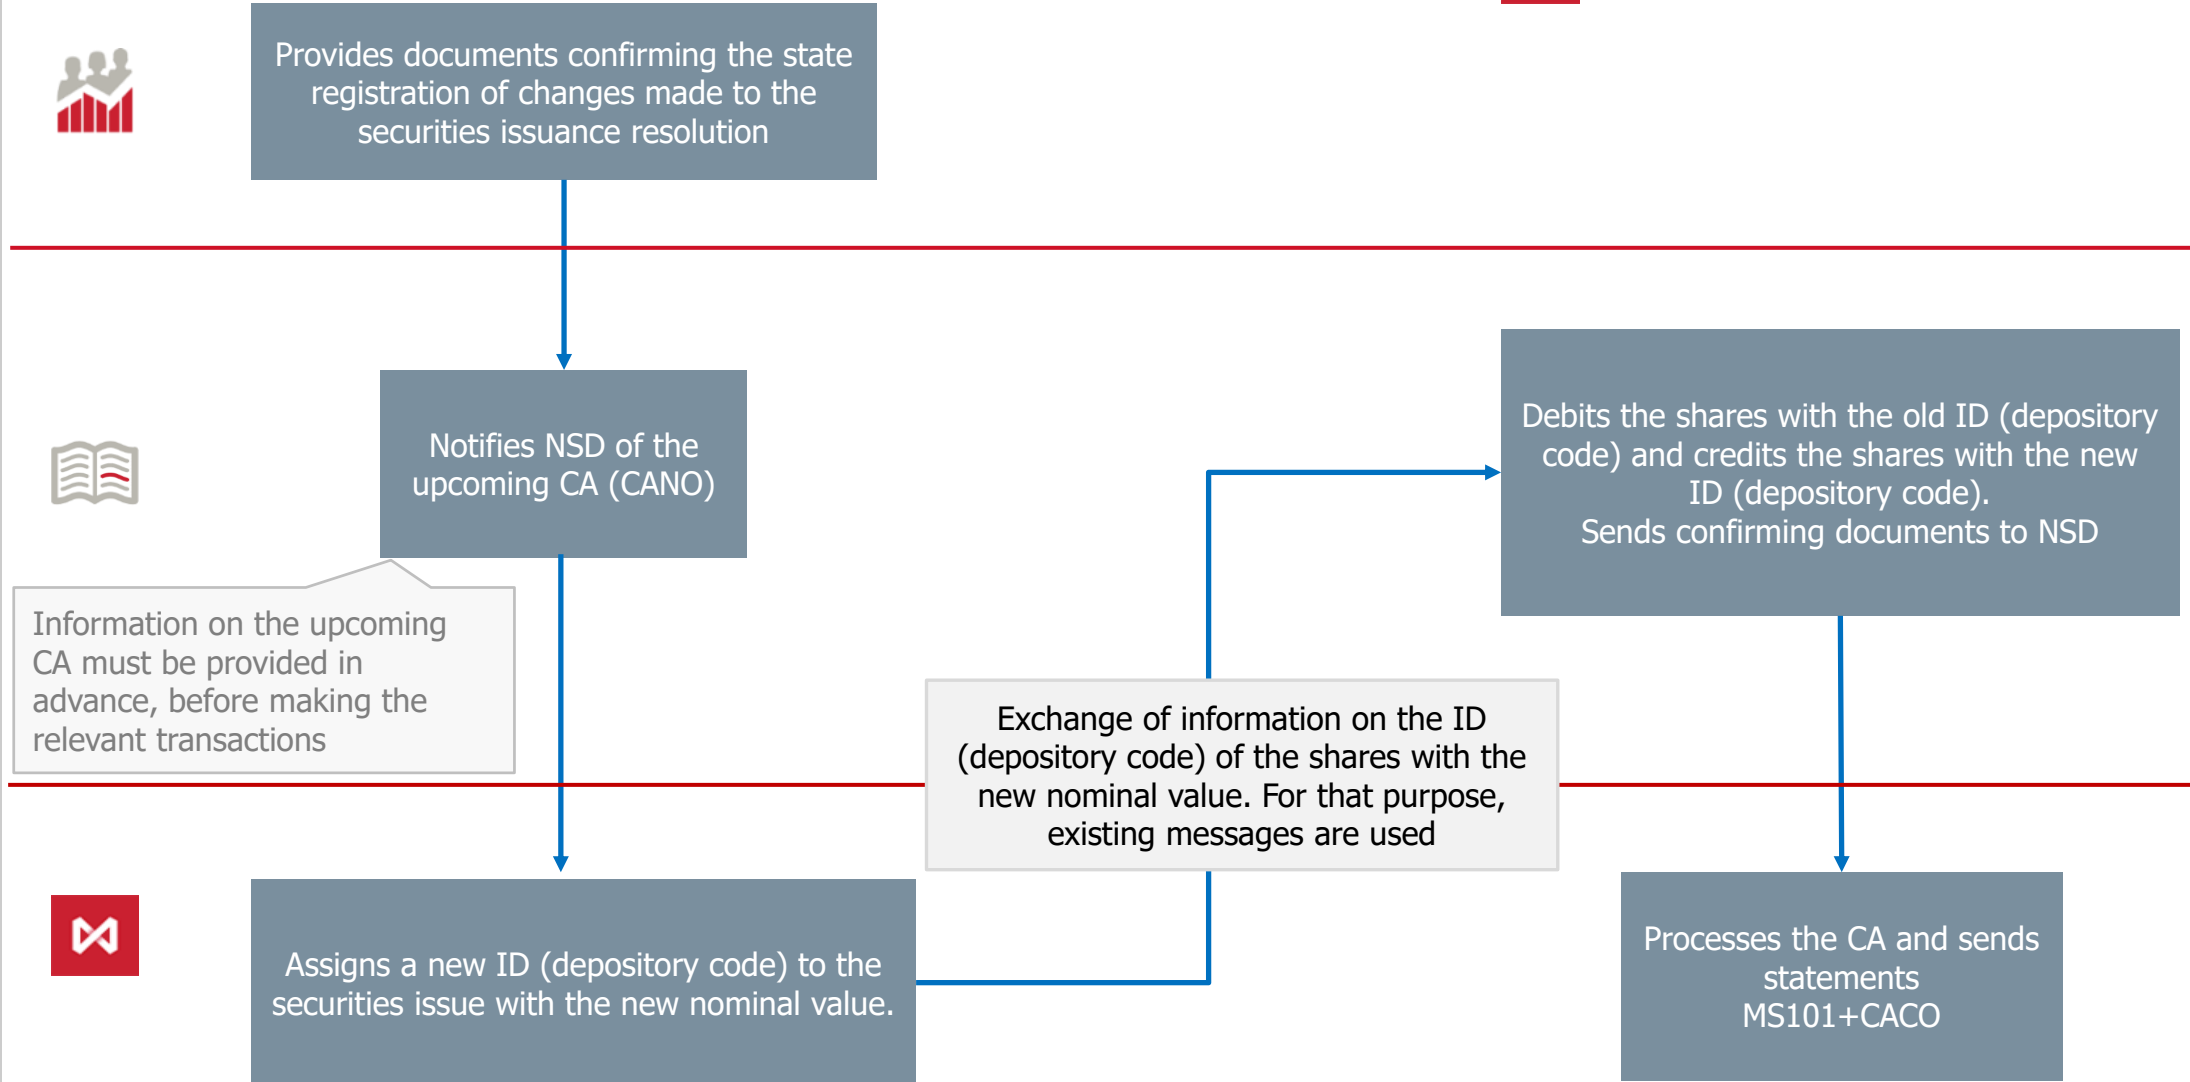 Provides documents confirming the state
registration of changes made to the
securities issuance resolution
Notifies NSD of the
upcoming CA (CANO)
Information on the upcoming
CA must be provided in
advance, before making the
relevant transactions
Debits the shares with the old ID (depository
code) and credits the shares with the new
ID (depository code).
Sends confirming documents to NSD
Exchange of information on the ID
(depository code) of the shares with the
new nominal value. For that purpose,
existing messages are used
Assigns a new ID (depository code) to the
securities issue with the new nominal value.
Processes the CA and sends
statements
MS101+CACO